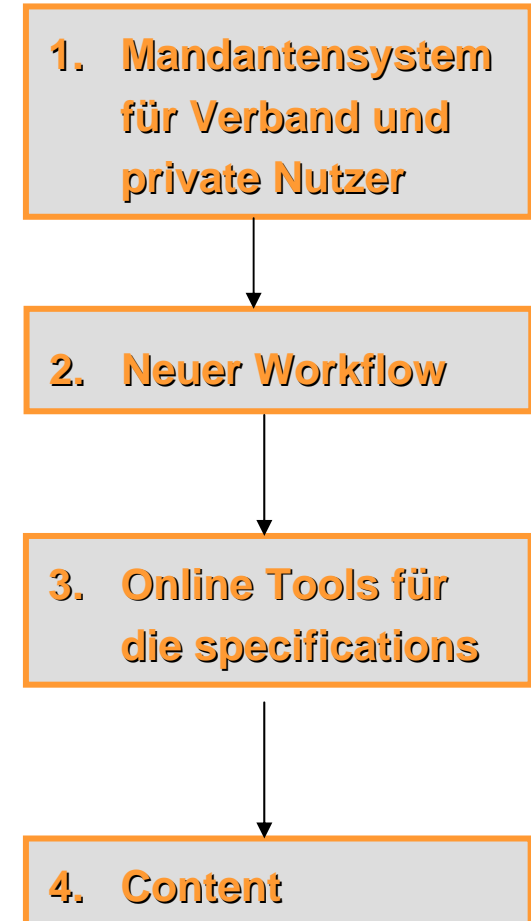 1. Mandantensystem
für Verband und
private Nutzer
2. Neuer Workflow
3. Online Tools für
die specifications
4. Content